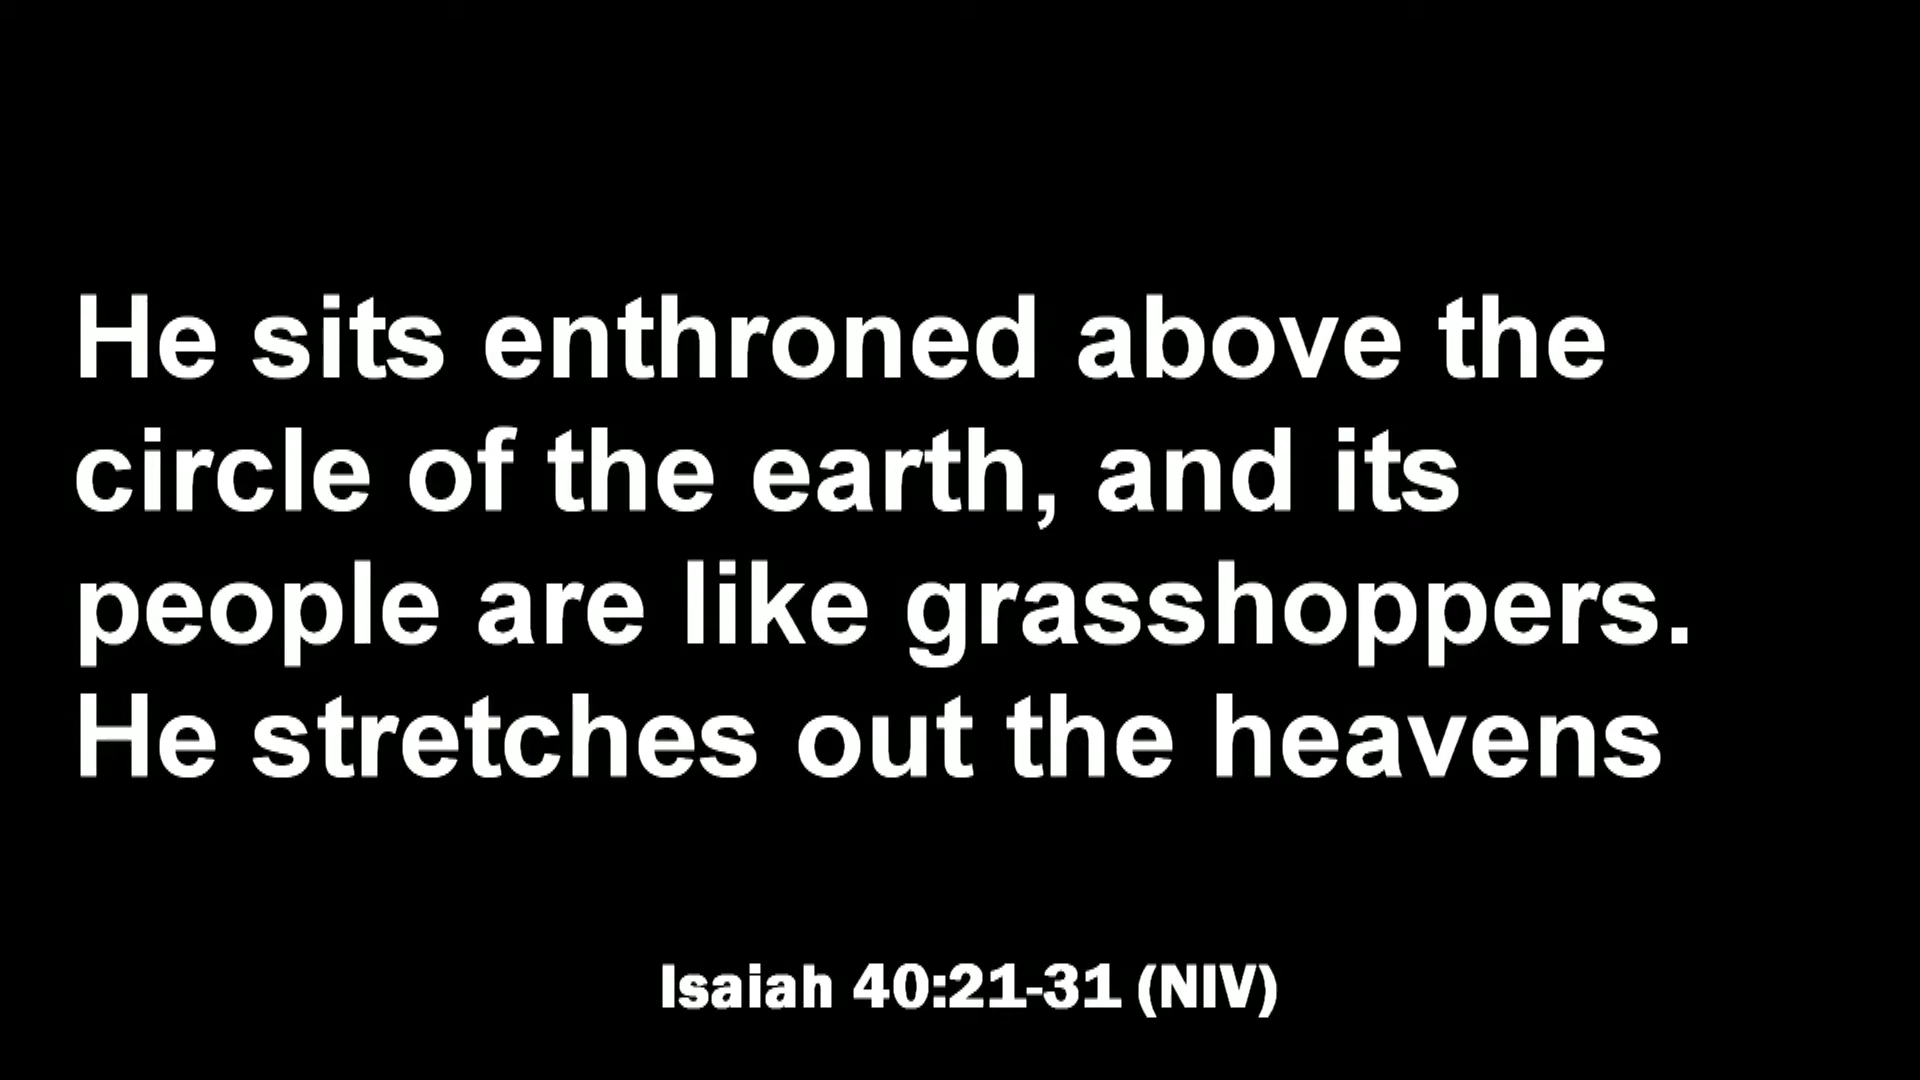 He sits enthroned above the
circle of the earth, and its
people are like grasshoppers.
He stretches out the heavens
Isaiah 40:21-31 (NIV)